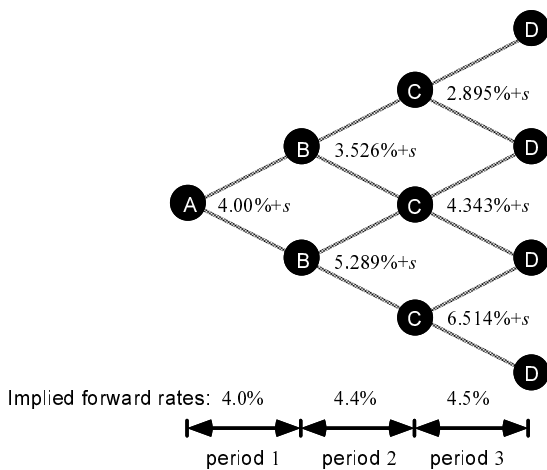 D
C
2.895%+s
B
3.526%+s
D
A
4.00%+s
C
4.343%+s
B
5.289%+s
D
C
6.514%+s
D
Implied forward rates: 4.0% 4.4% 4.5%
period 1 period 2 period 3